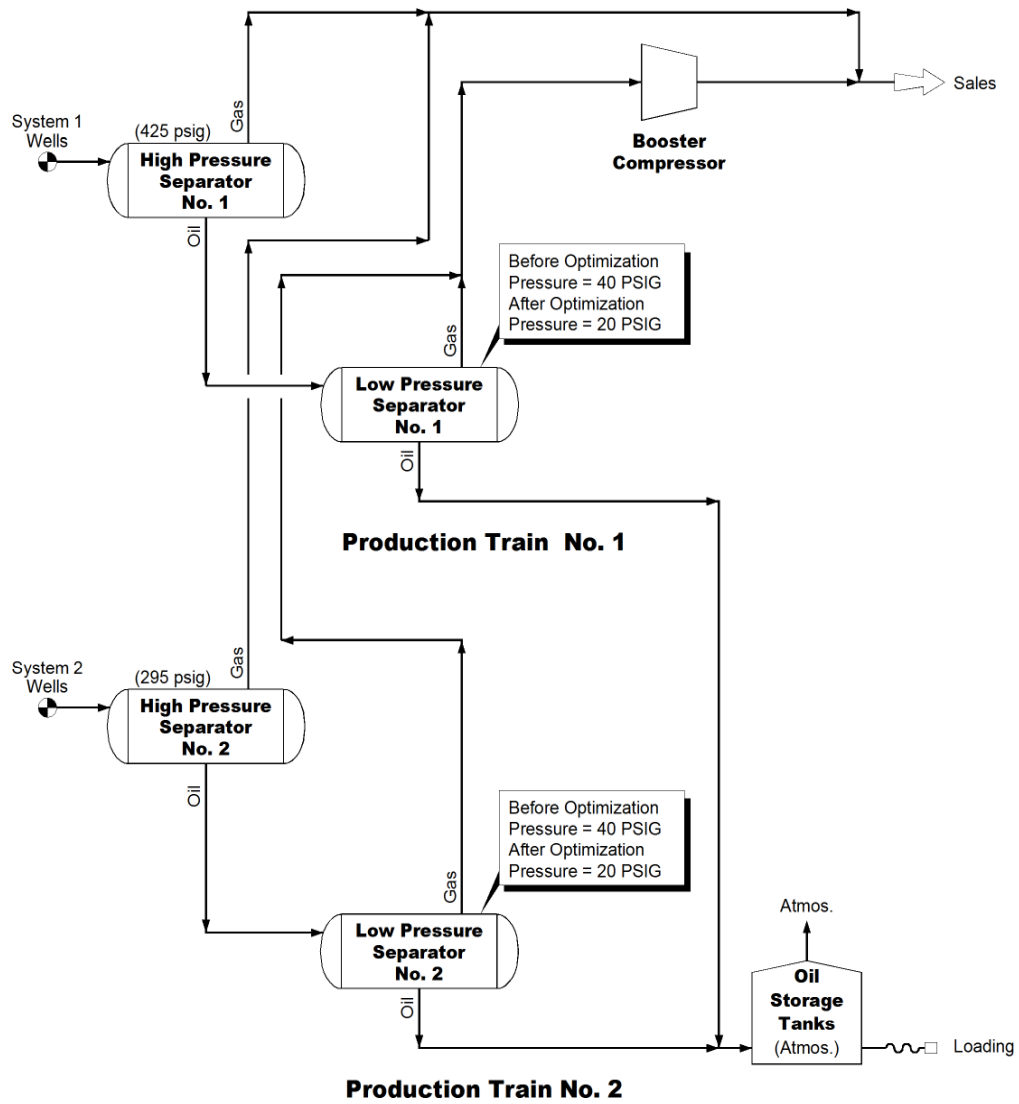 Gas
Sales
System 1
Wells
(425 psig)
High Pressure
Separator
No. 1
Booster
Compressor
Oil
Before Optimization
Pressure = 40 PSIG
After Optimization
Pressure = 20 PSIG
Gas
Low Pressure
Separator
No. 1
Oil
Production Train No. 1
System 2
Wells
(295 psig)
Gas
High Pressure
Separator
No. 2
Oil
Before Optimization
Pressure = 40 PSIG
After Optimization
Pressure = 20 PSIG
Gas
Low Pressure
Separator
No. 2
Oil
Atmos.
Oil
Storage
Tanks
(Atmos.)
Loading
Production Train No. 2